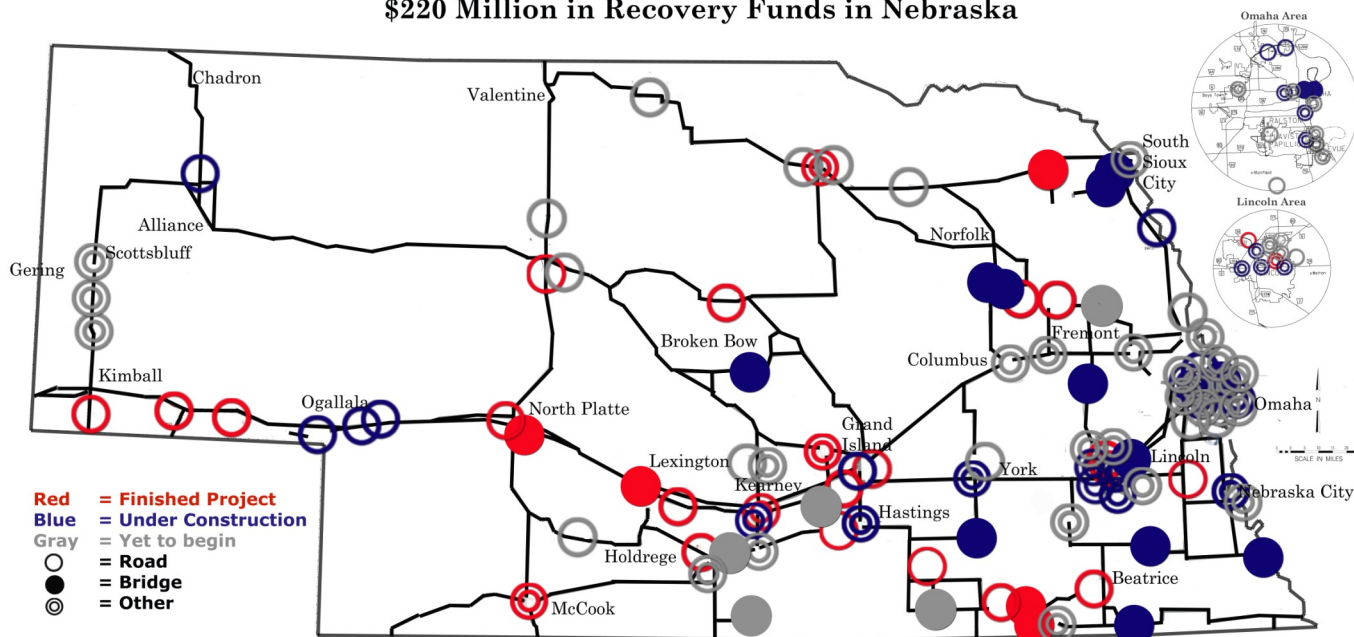 $220 Million in Recovery Funds in Nebraska
Omaha Area
Chadron
Valentine
South
Sioux
City
Alliance
Scottsbluff
Gering
Norfolk
Lincoln Area
Broken Bow
Fremont
Columbus
Kimball
Ogallala
North Platte
Omaha
Grand
Island
Lexington
Kearney
York
Lincoln
Nebraska City
Hastings
Holdrege
McCook
Beatrice
N
SCALE IN MILES
Red = Finished Project
Blue = Under Construction
Gray = Yet to begin
= Road
= Bridge
= Other